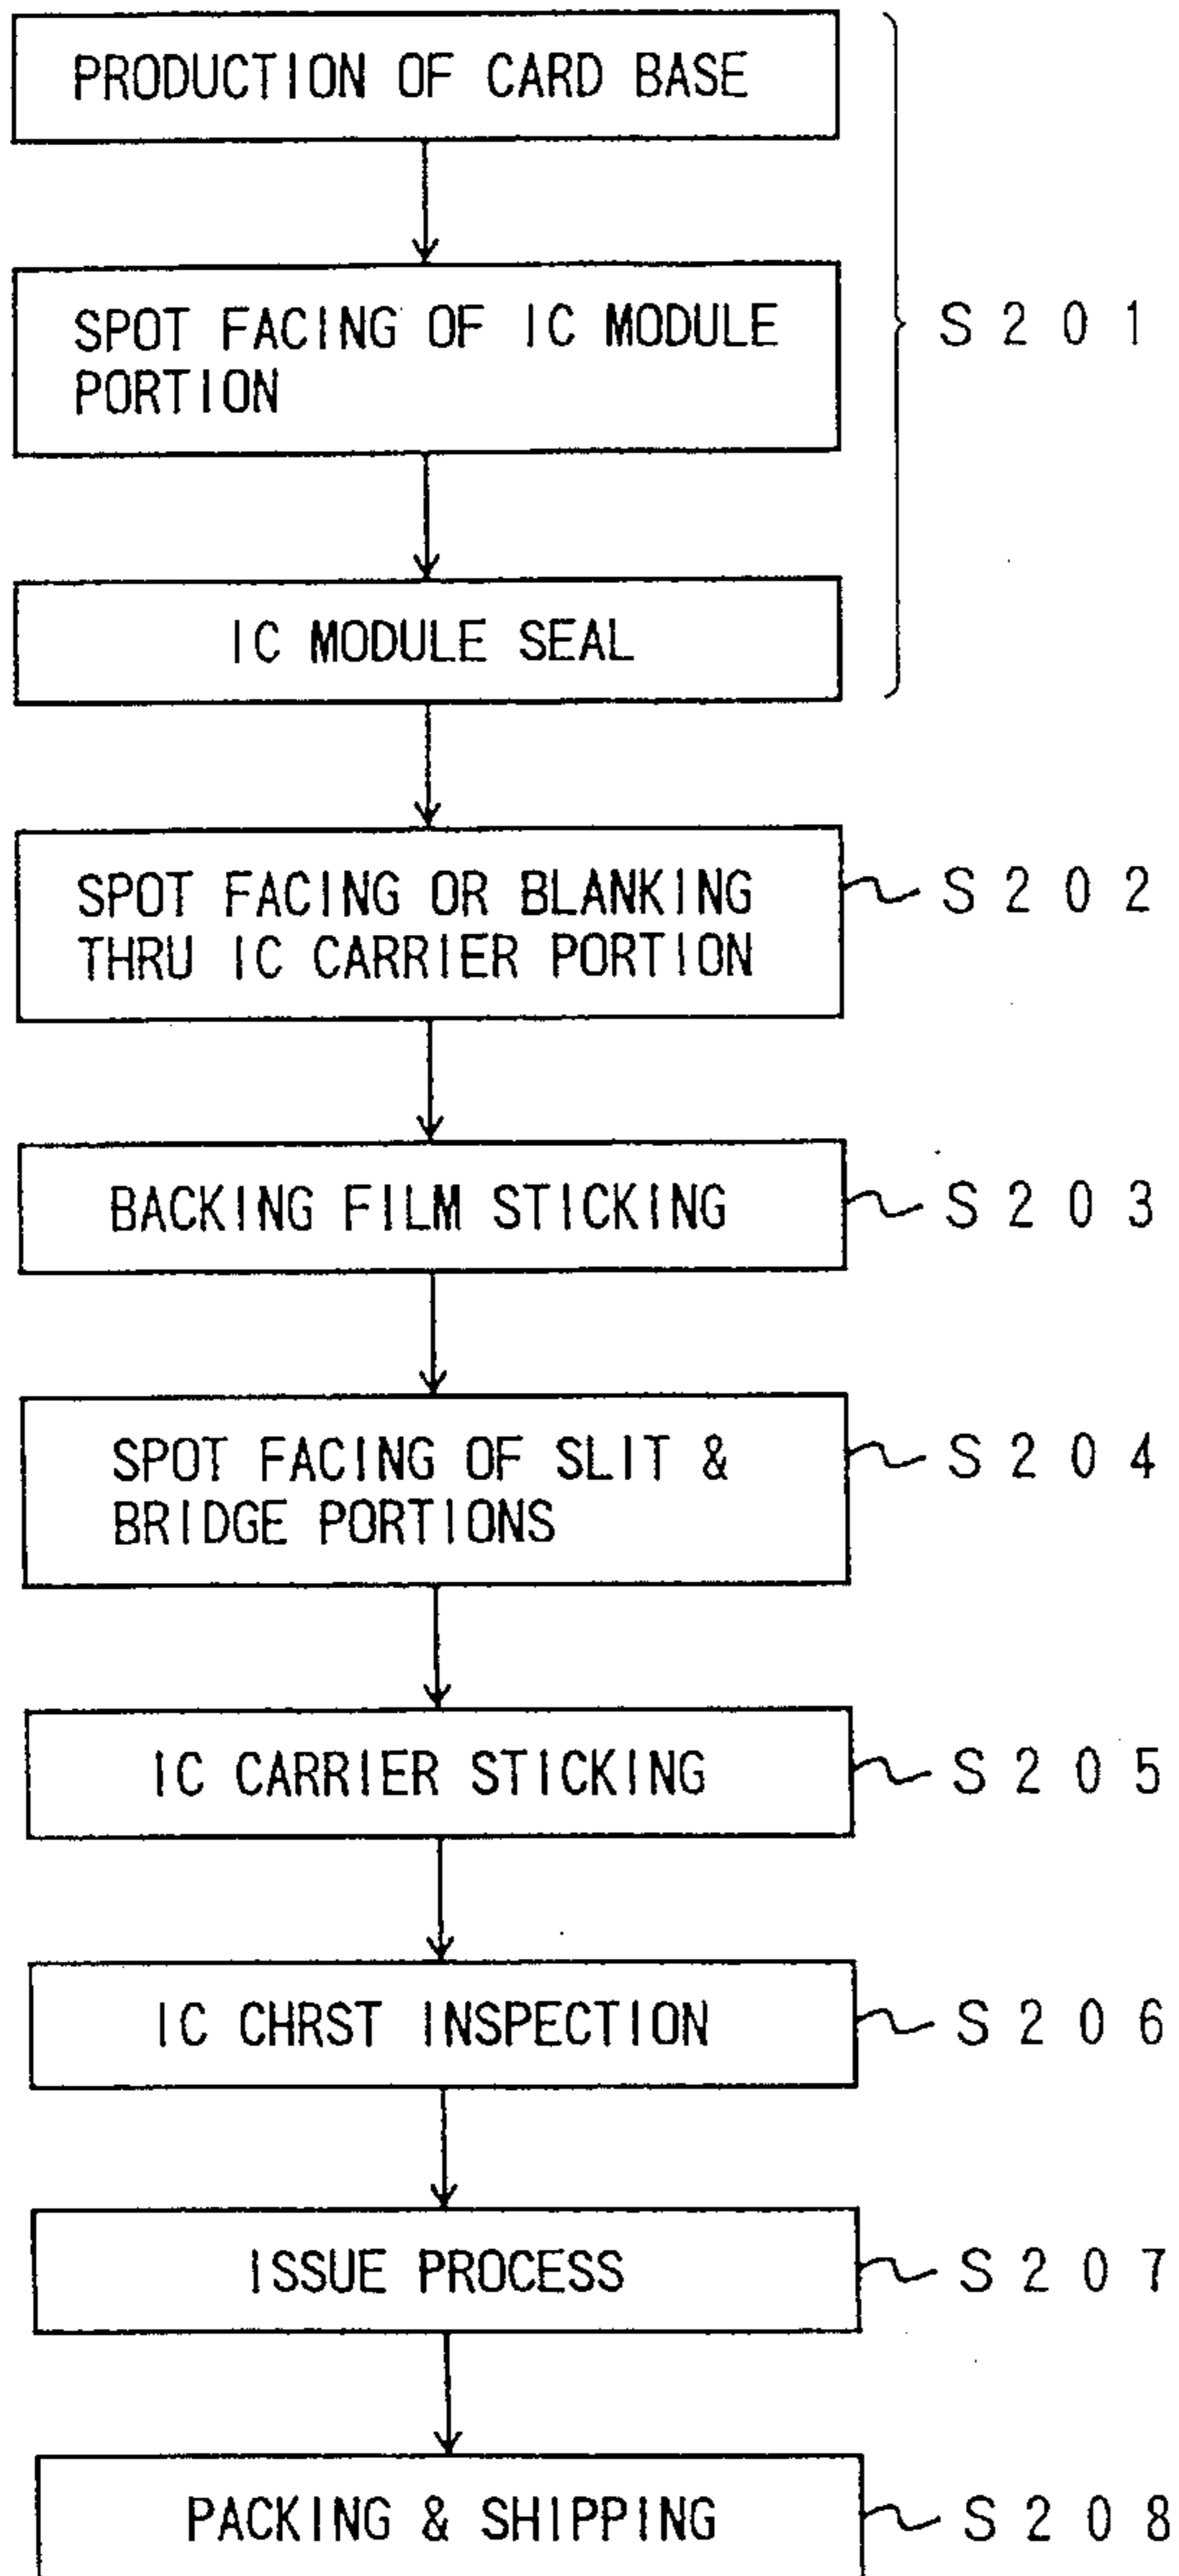 PRODUCTION OF CARD BASE
SPOT FACING OF IC MODULE
PORTION
S201
IC MODULE SEAL
SPOT FACING OR BLANKING
THRU IC CARRIER PORTION
S202
BACKING FILM STICKING
S203
SPOT FACING OF SLIT &
BRIDGE PORTIONS
S204
IC CARRIER STICKING
S205
IC CHRST INSPECTION
S206
ISSUE PROCESS
S207
PACKING & SHIPPING
S208